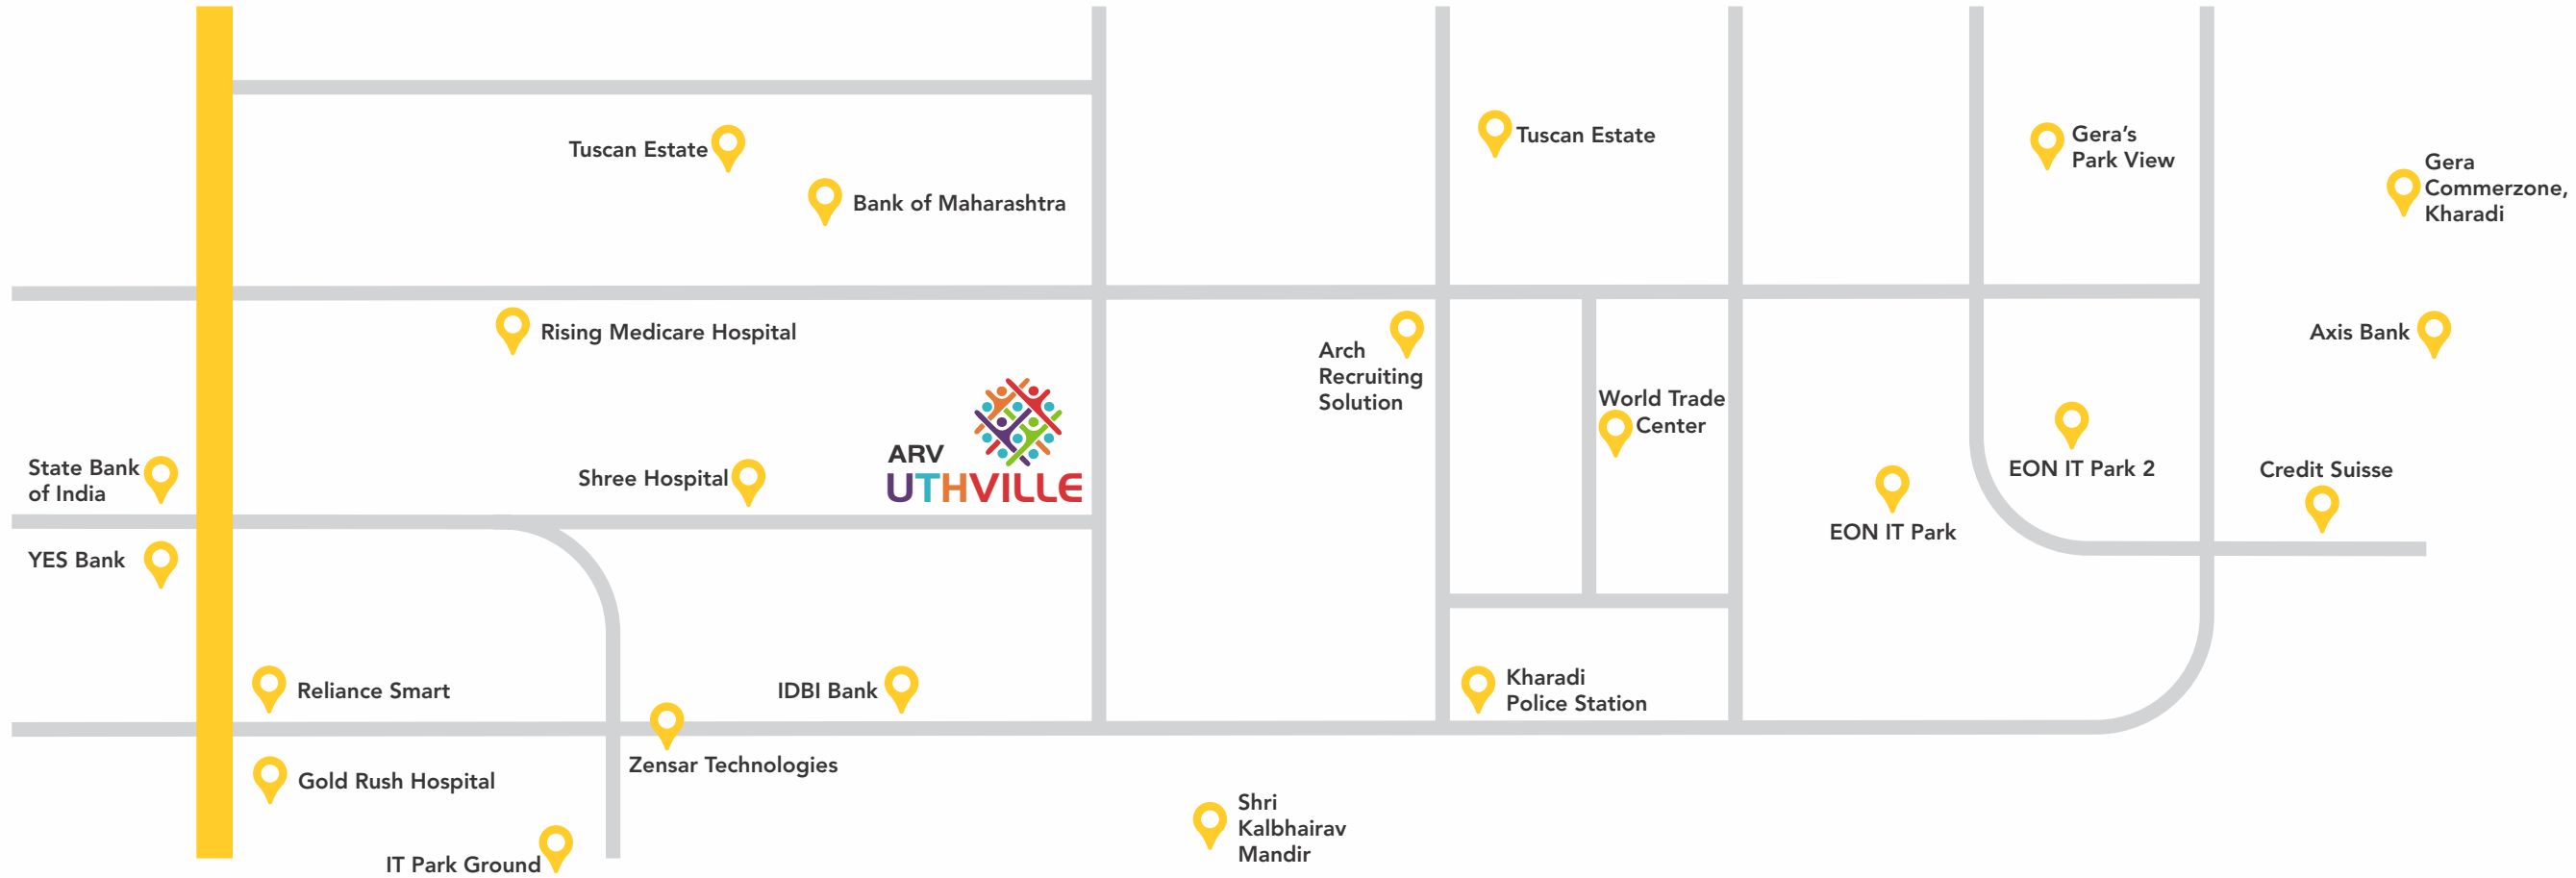 Tuscan Estate
Bank of Maharashtra
Tuscan Estate
Gera’s
Park View
Gera
Commerzone,
Kharadi
Rising Medicare Hospital
Arch
Recruiting
Solution
Axis Bank
World Trade
Center
ARV
UTHVILLE
State Bank
of India
Shree Hospital
EON IT Park 2
Credit Suisse
EON IT Park
YES Bank
Reliance Smart
IDBI Bank
Kharadi
Police Station
Zensar Technologies
Gold Rush Hospital
Shri
Kalbhairav
Mandir
IT Park Ground